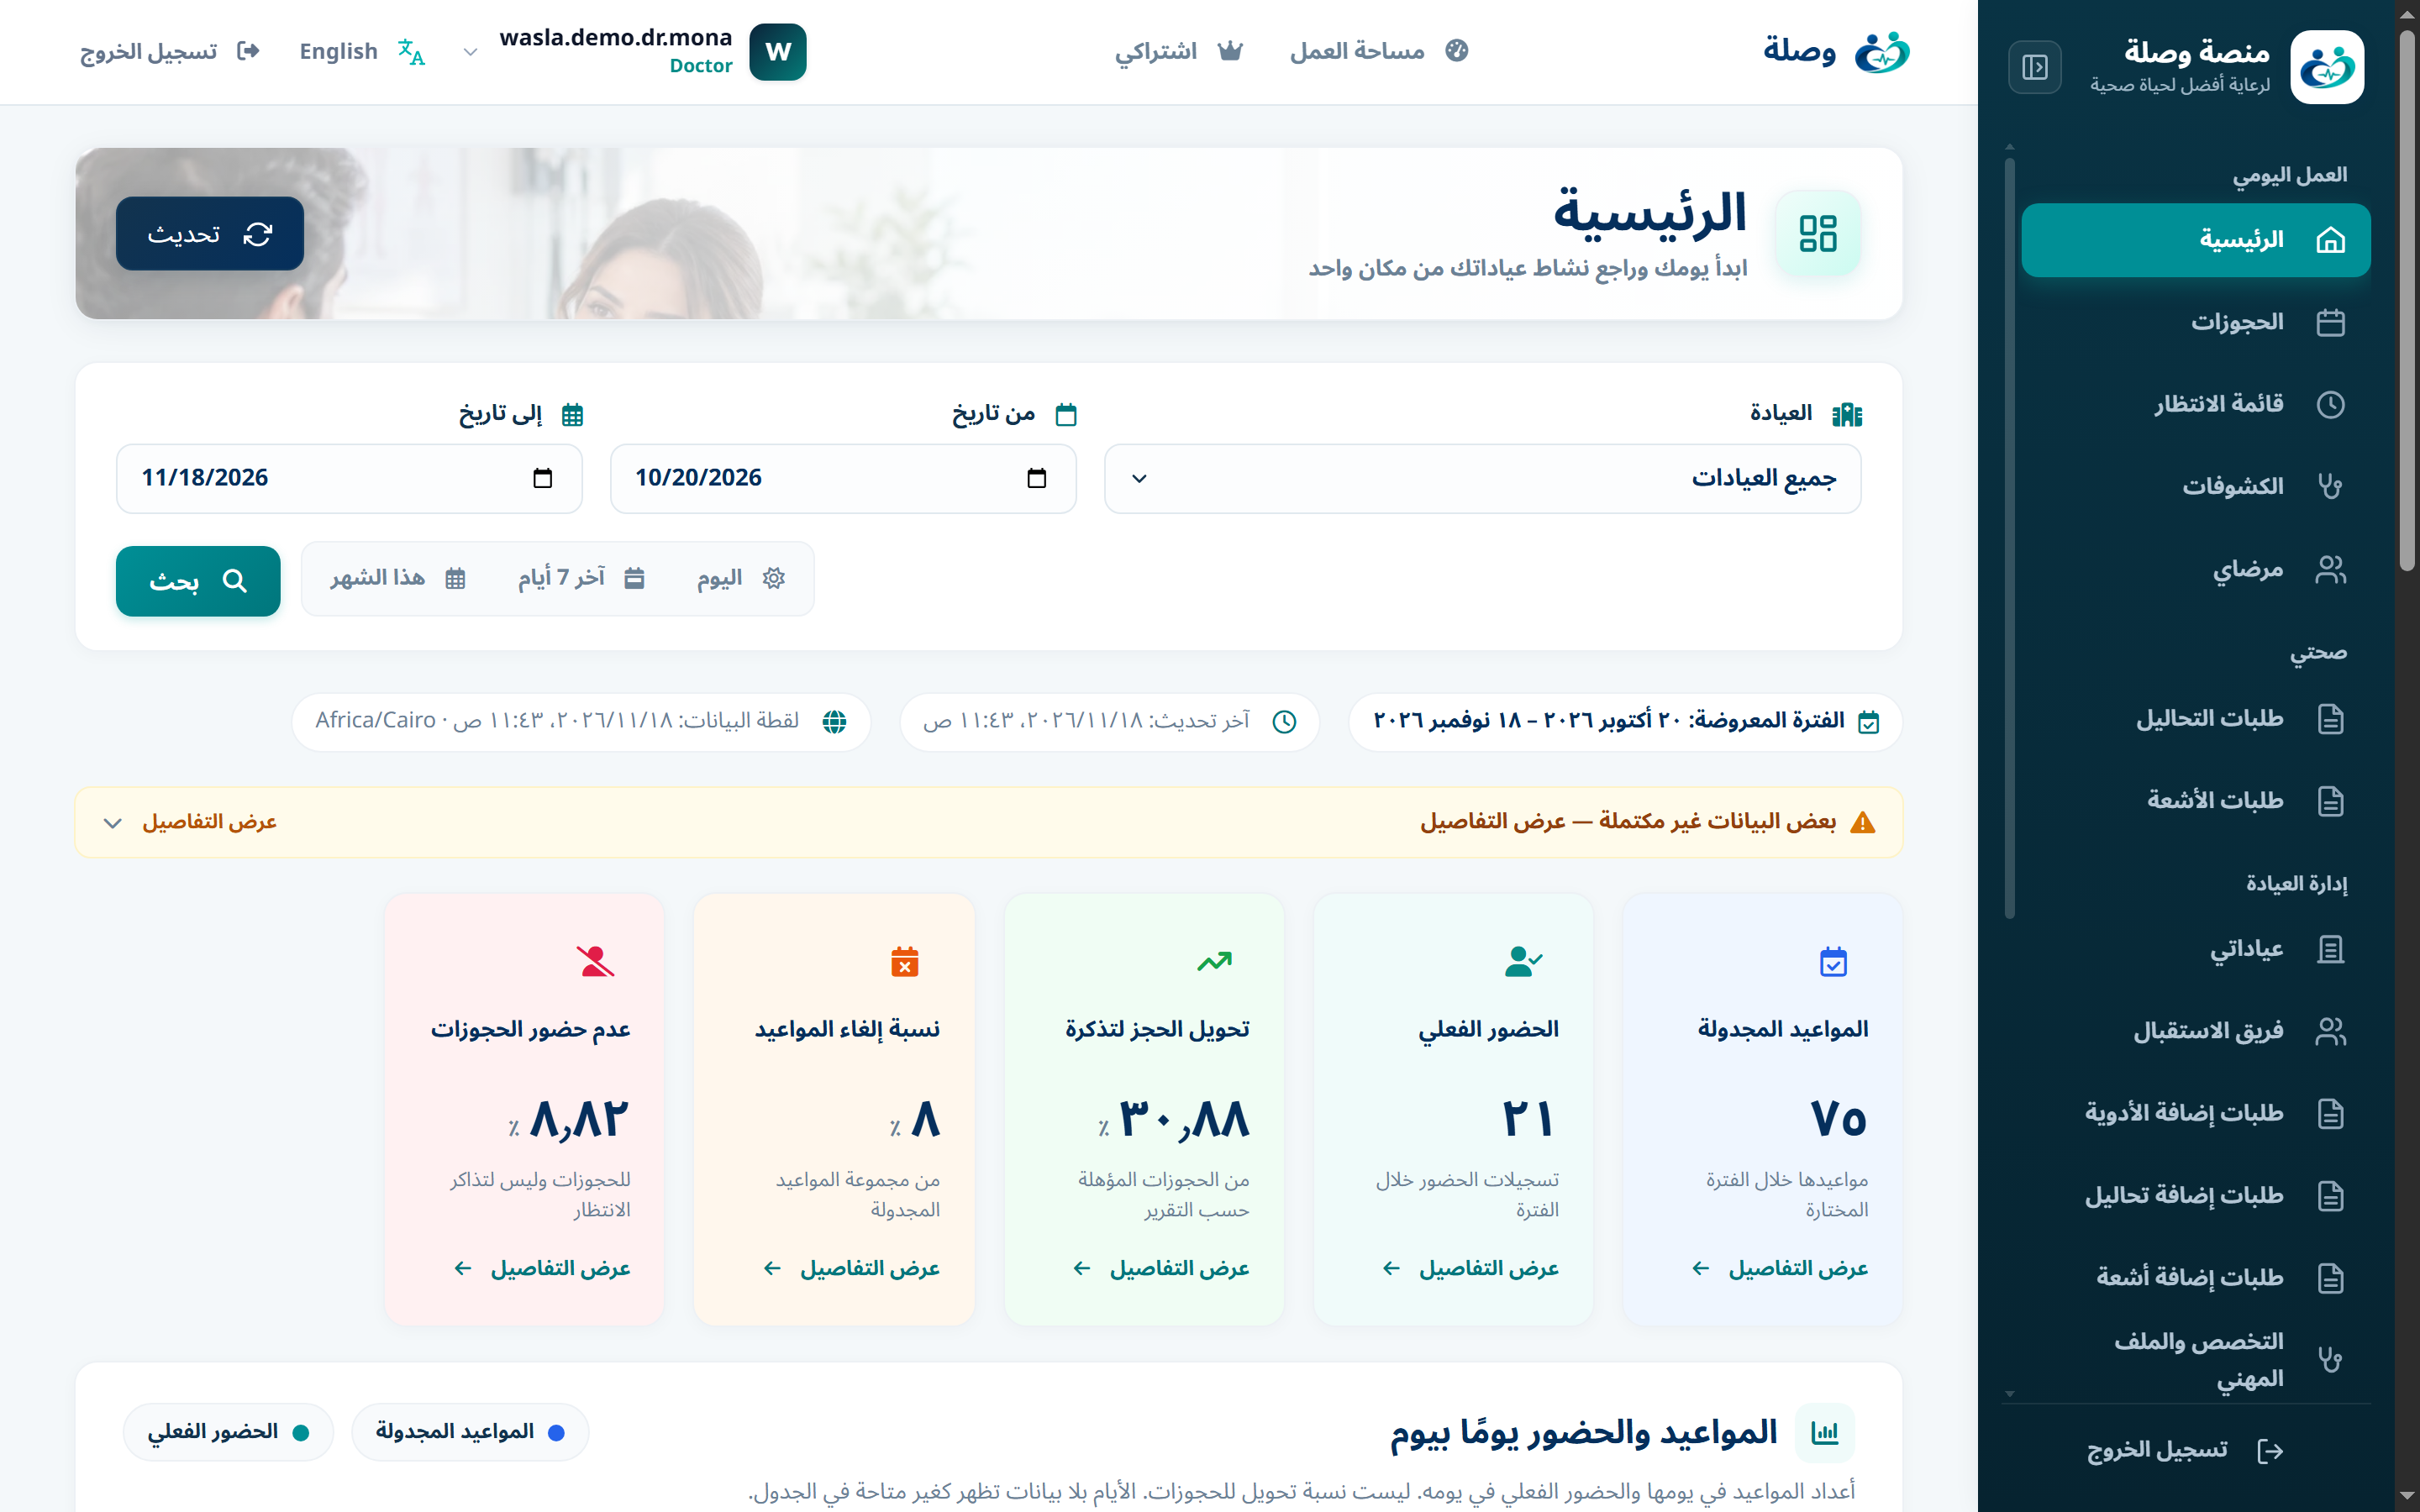 منصة وصلة
لرعاية أفضل لحياة صحية
العمل اليومي
الرئيسية
الحجوزات
قائمة الانتظار
الكشوفات
مرضاي
صحتي
طلبات التحاليل
طلبات الأشعة
إدارة العيادة
عياداتي
فريق الاستقبال
طلبات إضافة الأدوية
طلبات إضافة تحاليل
طلبات إضافة أشعة
التخصص والملف
المهني
تسجيل الخروج
وصلة
مساحة العمل
اشتراكي
W
wasla.demo.dr.mona
Doctor
English
تسجيل الخروج
الرئيسية
ابدأ يومك وراجع نشاط عياداتك من مكان واحد
تحديث
العيادة
من تاريخ
إلى تاريخ
جميع العيادات
10/20/2026
11/18/2026
اليوم
آخر 7 أيام
هذا الشهر
بحث
الفترة المعروضة: ٢٠ أكتوبر ٢٠٢٦ – ١٨ نوفمبر ٢٠٢٦
آخر تحديث: ٢٠٢٦/١١/١٨، ١١:٤٣ ص
لقطة البيانات: ٢٠٢٦/١١/١٨، ١١:٤٣ ص · Africa/Cairo
بعض البيانات غير مكتملة — عرض التفاصيل
عرض التفاصيل
المواعيد المجدولة
٧٥
مواعيدها خلال الفترة
المختارة
عرض التفاصيل ←
الحضور الفعلي
٢١
تسجيلات الحضور خلال
الفترة
عرض التفاصيل ←
تحويل الحجز لتذكرة
٣٠٫٨٨ ٪
من الحجوزات المؤهلة
حسب التقرير
عرض التفاصيل ←
نسبة إلغاء المواعيد
٨ ٪
من مجموعة المواعيد
المجدولة
عرض التفاصيل ←
عدم حضور الحجوزات
٨٫٨٢ ٪
للحجوزات وليس لتذاكر
الانتظار
عرض التفاصيل ←
المواعيد والحضور يومًا بيوم
المواعيد المجدولة
الحضور الفعلي
أعداد المواعيد في يومها والحضور الفعلي في يومه. ليست نسبة تحويل للحجوزات. الأيام بلا بيانات تظهر كغير متاحة في الجدول.